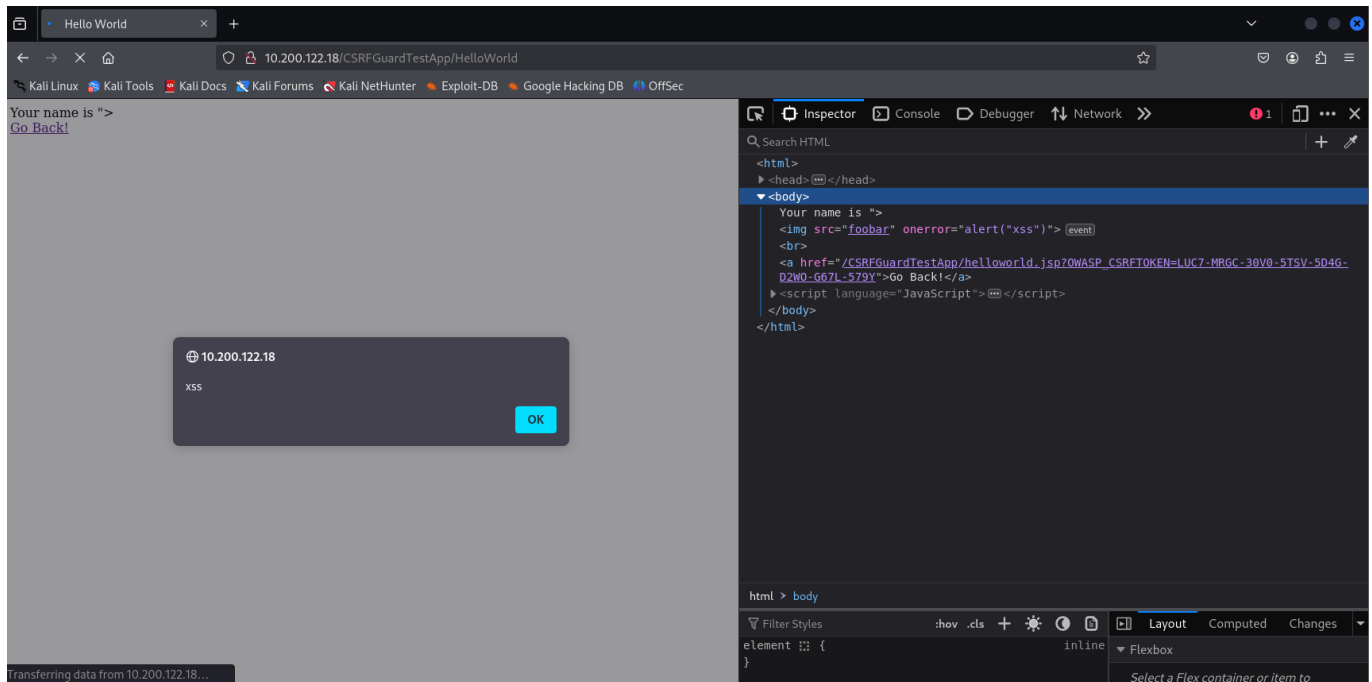 Hello World
10.200.122.18/CSRFGuardTestApp/HelloWorld
Kali Linux Kali Tools Kali Docs Kali Forums Kali NetHunter Exploit-DB Google Hacking DB OffSec
Your name is ">
Go Back!
10.200.122.18
xss
OK
Transferring data from 10.200.122.18...
Inspector Console Debugger Network 1
Search HTML
<html>
<head></head>
<body>
Your name is ">
<img src="foobar" onerror="alert("xss")"> event
<br>
<a href="/CSRFGuardTestApp/helloworld.jsp?OWASP_CSRFTOKEN=LUC7-MRGC-30V0-5TSV-5D4G-
D2WO-G67L-579Y">Go Back!</a>
<script language="JavaScript"></script>
</body>
</html>
html > body
Filter Styles :hov .cls + Layout Computed Changes
element { inline
}
Flexbox
Select a Flex container or item to